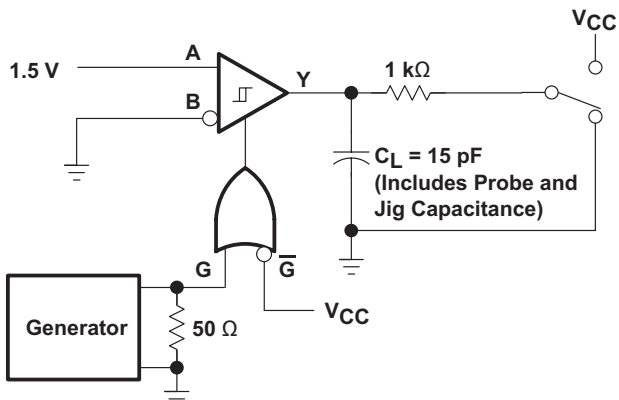 VCC
A
1.5 V
Y
1 kΩ
B
CL = 15 pF
(Includes Probe and
Jig Capacitance)
G
G̅
VCC
Generator
50 Ω